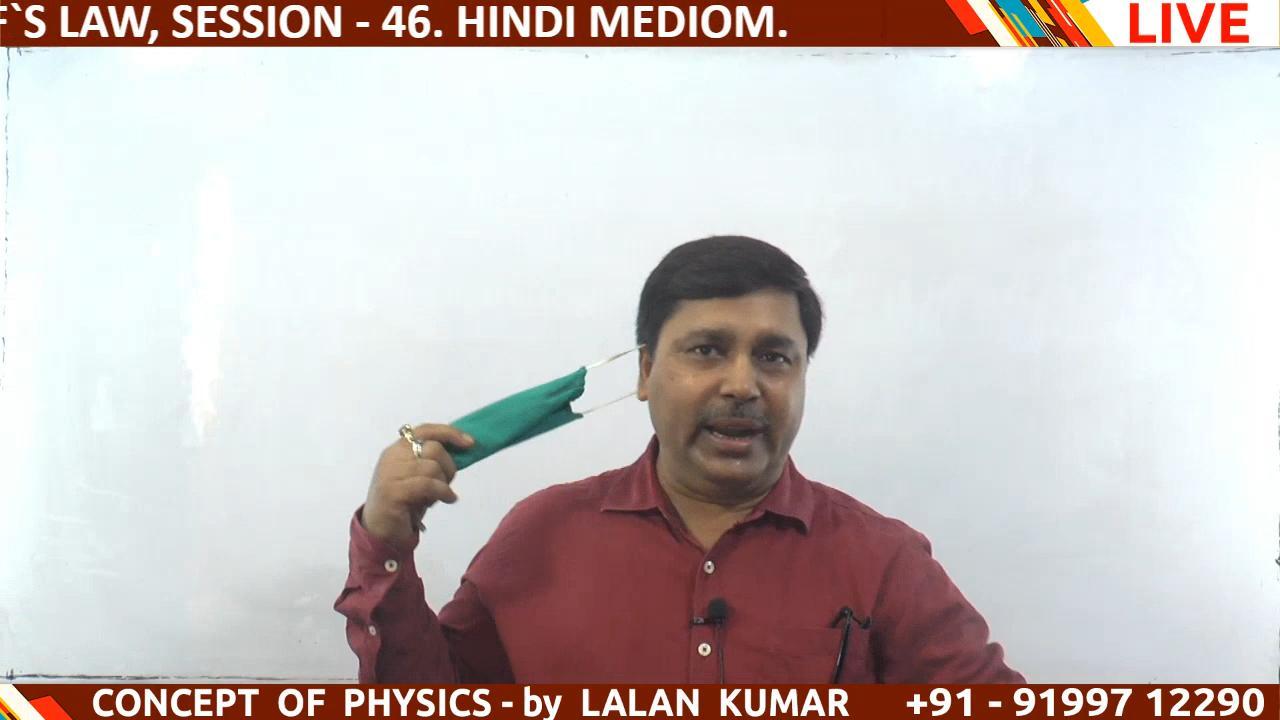 `S LAW, SESSION - 46. HINDI MEDIOM.
LIVE
CONCEPT OF PHYSICS - by LALAN KUMAR
+91 - 91997 12290